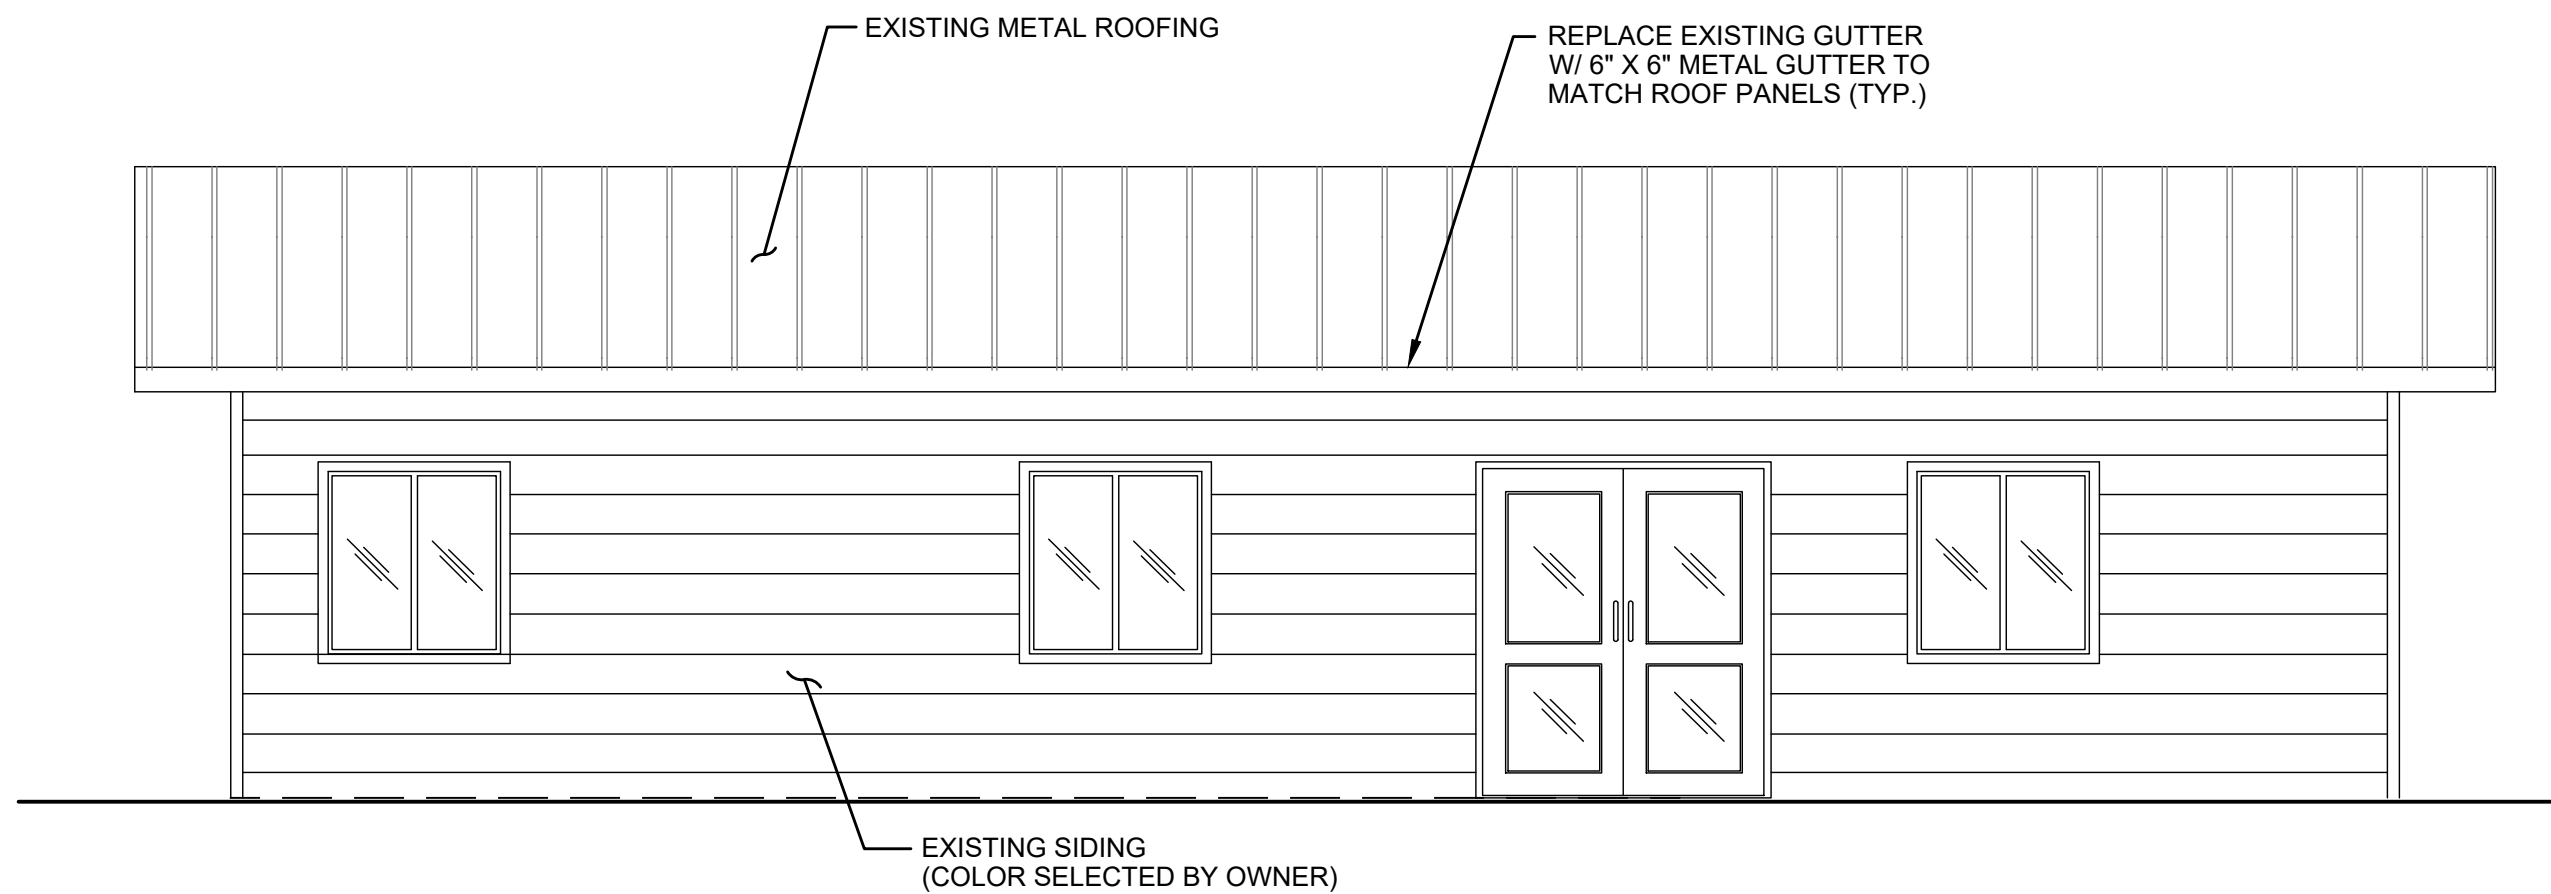 EXISTING METAL ROOFING
REPLACE EXISTING GUTTER
W/ 6" X 6" METAL GUTTER TO
MATCH ROOF PANELS (TYP.)
EXISTING SIDING
(COLOR SELECTED BY OWNER)